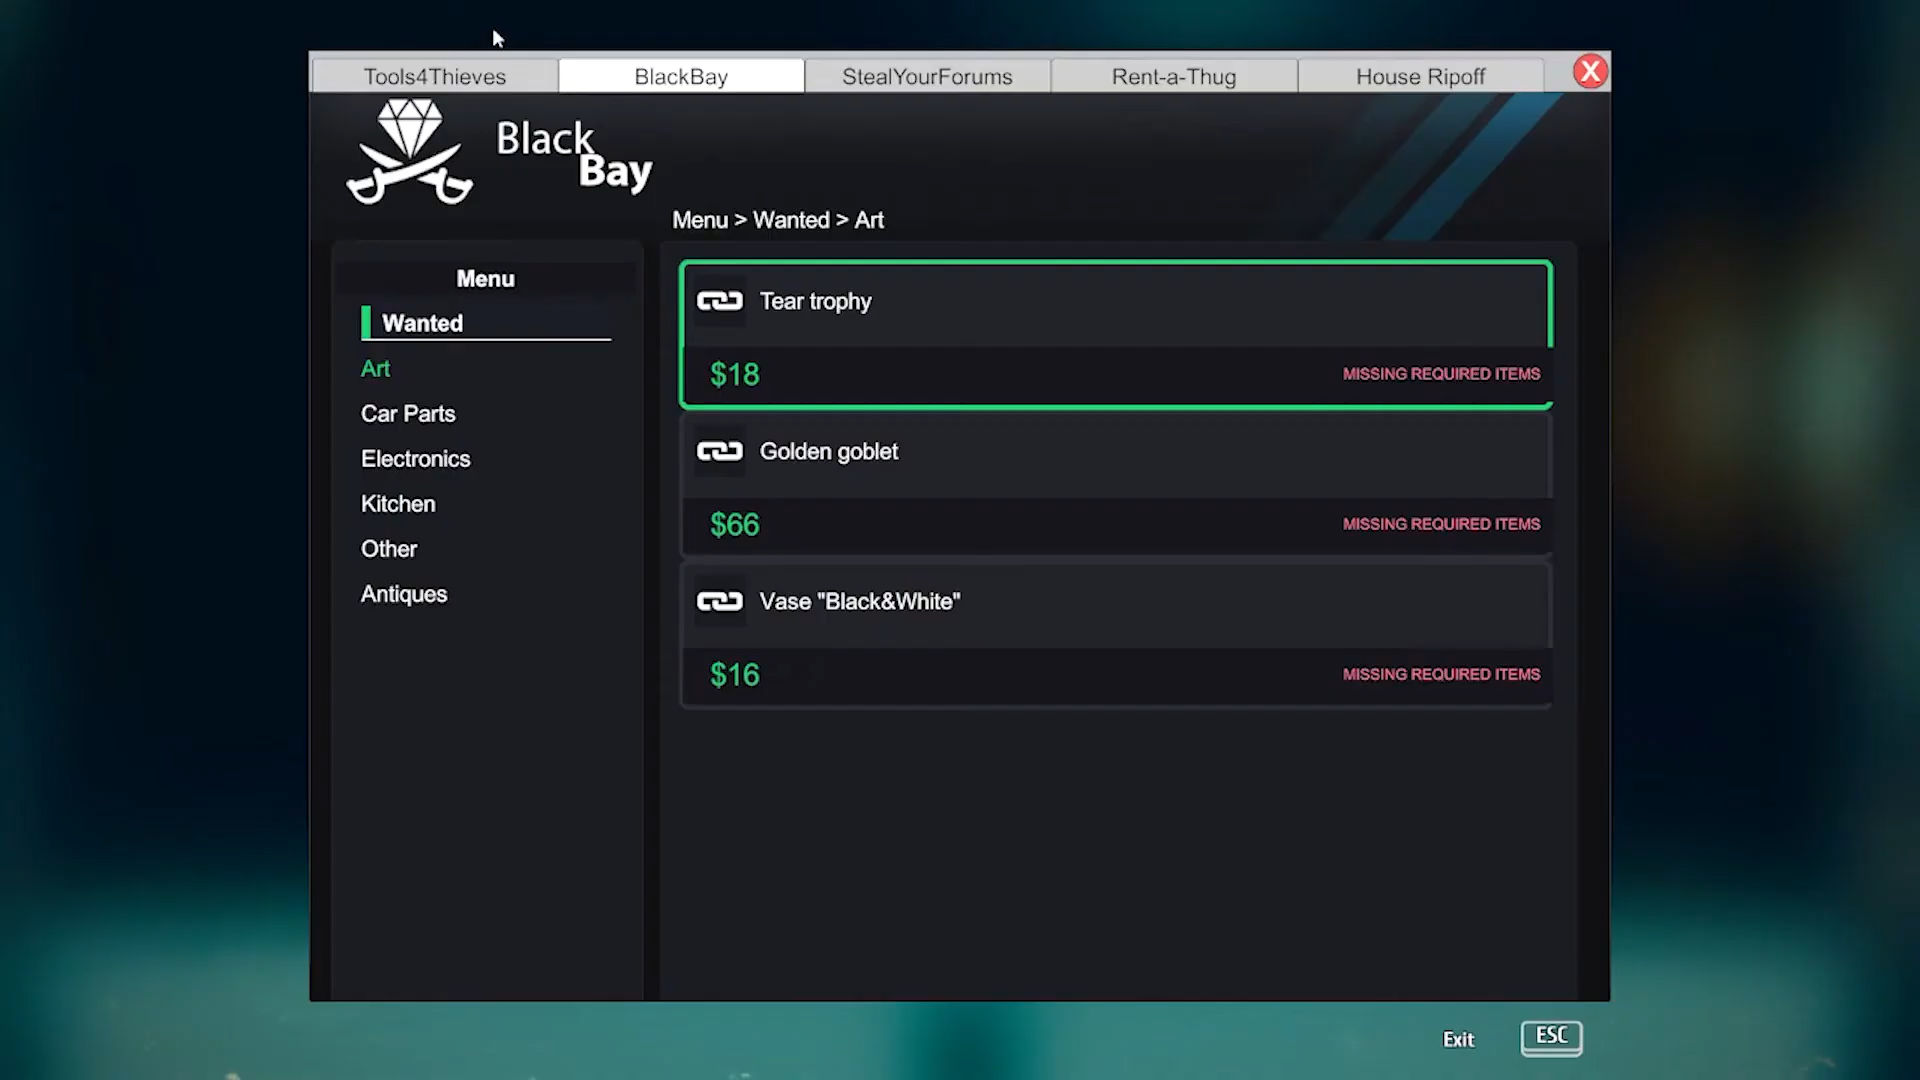 Tools4Thieves
BlackBay
StealYourForums
Rent-a-Thug
House Ripoff
X
Black
Bay
Menu > Wanted > Art
Menu
Wanted
Art
Car Parts
Electronics
Kitchen
Other
Antiques
Tear trophy
$18
MISSING REQUIRED ITEMS
Golden goblet
$66
MISSING REQUIRED ITEMS
Vase "Black&White"
$16
MISSING REQUIRED ITEMS
Exit
ESC